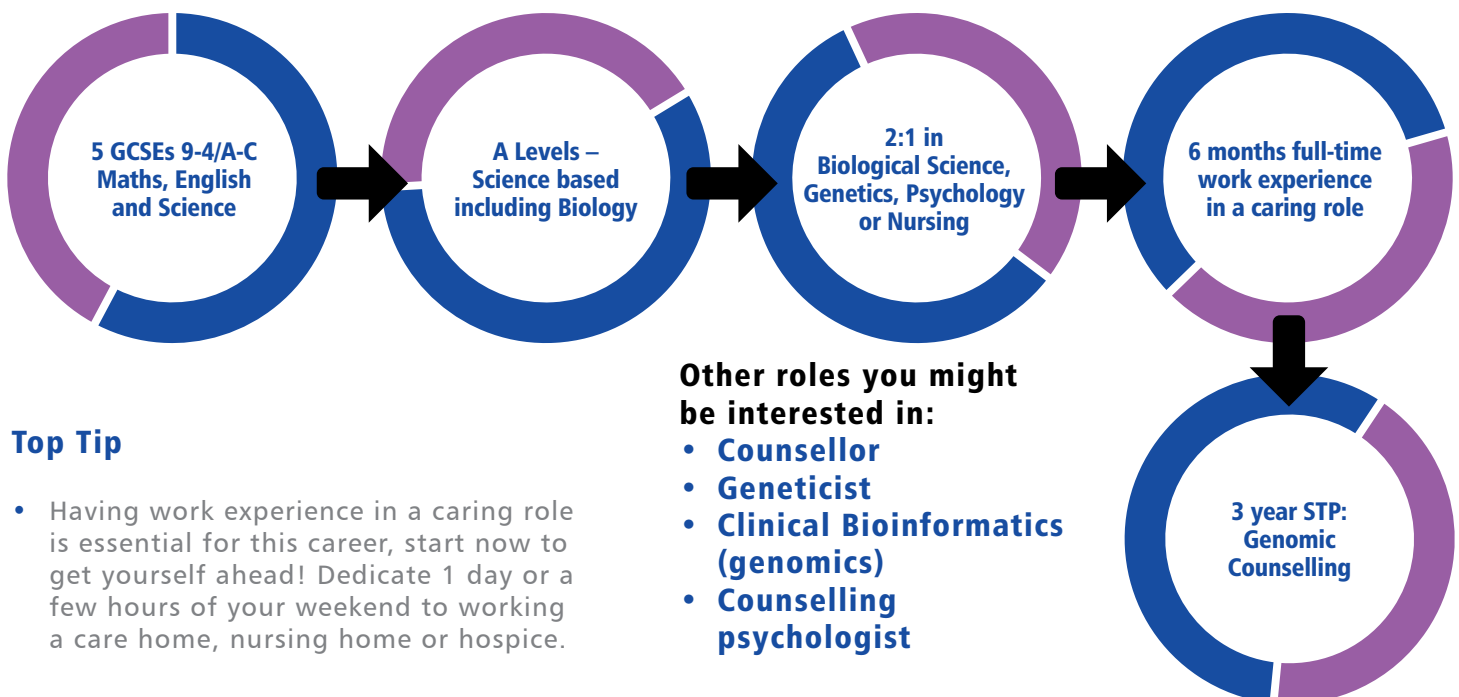 5 GCSEs 9-4/A-C
Maths, English
and Science
A Levels –
Science based
including Biology
2:1 in
Biological Science,
Genetics, Psychology
or Nursing
6 months full-time
work experience
in a caring role
3 year STP:
Genomic
Counselling
Top Tip
• Having work experience in a caring role
is essential for this career, start now to
get yourself ahead! Dedicate 1 day or a
few hours of your weekend to working
a care home, nursing home or hospice.
Other roles you might
be interested in:
• Counsellor
• Geneticist
• Clinical Bioinformatics
(genomics)
• Counselling
psychologist